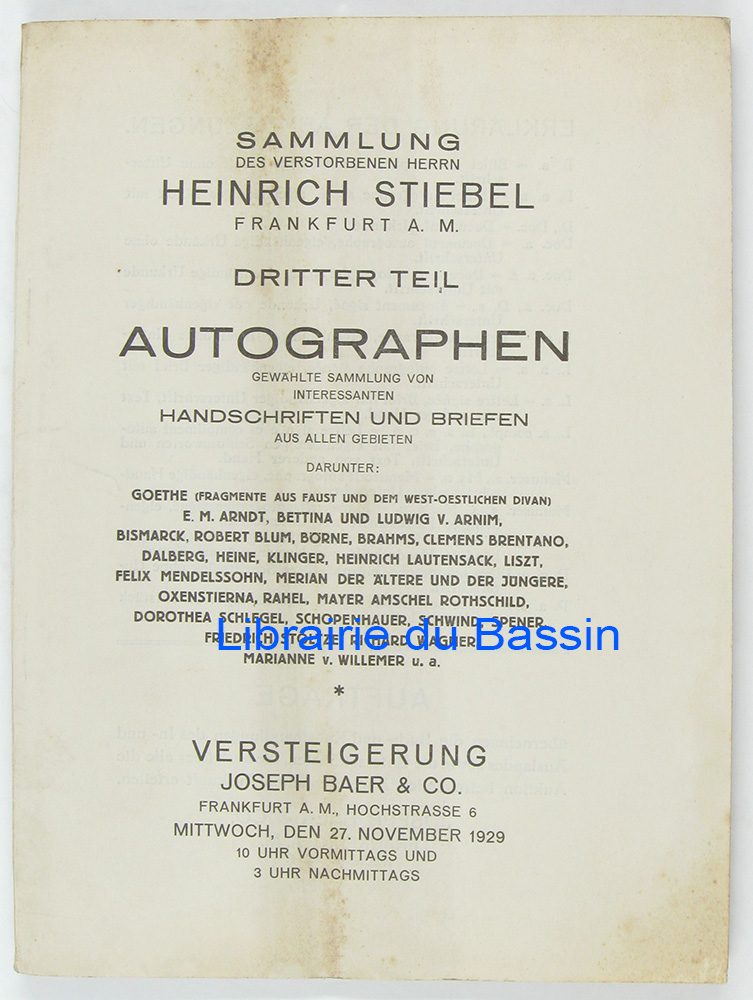 SAMMLUNG
DES VERSTORBENEN HERRN
HEINRICH STIEBEL
FRANKFURT A. M.
DRITTER TEIL
AUTOGRAPHEN
GEWÄHLTE SAMMLUNG VON
INTERESSANTEN
HANDSCHRIFTEN UND BRIEFEN
AUS ALLEN GEBIETEN
DARUNTER:
GOETHE (FRAGMENTE AUS FAUST UND DEM WEST-OESTLICHEN DIVAN)
E. M. ARNDT, BETTINA UND LUDWIG V. ARNIM,
BISMARCK, ROBERT BLUM, BÖRNE, BRAHMS, CLEMENS BRENTANO,
DALBERG, HEINE, KLINGER, HEINRICH LAUTENSACK, LISZT,
FELIX MENDELSSOHN, MERIAN DER ÄLTERE UND DER JÜNGERE,
OXENSTIERNA, RAHEL, MAYER AMSCHEL ROTHSCHILD,
DOROTHEA SCHLEGEL, SCHOPENHAUER, SCHWIND, SPENER,
FRIEDRICH STOLTZE, RICHARD WAGNER,
Librairie du Bassin
MARIANNE v. WILLEMER u. a.
*
VERSTEIGERUNG
JOSEPH BAER & CO.
FRANKFURT A. M., HOCHSTRASSE 6
MITTWOCH, DEN 27. NOVEMBER 1929
10 UHR VORMITTAGS UND
3 UHR NACHMITTAGS